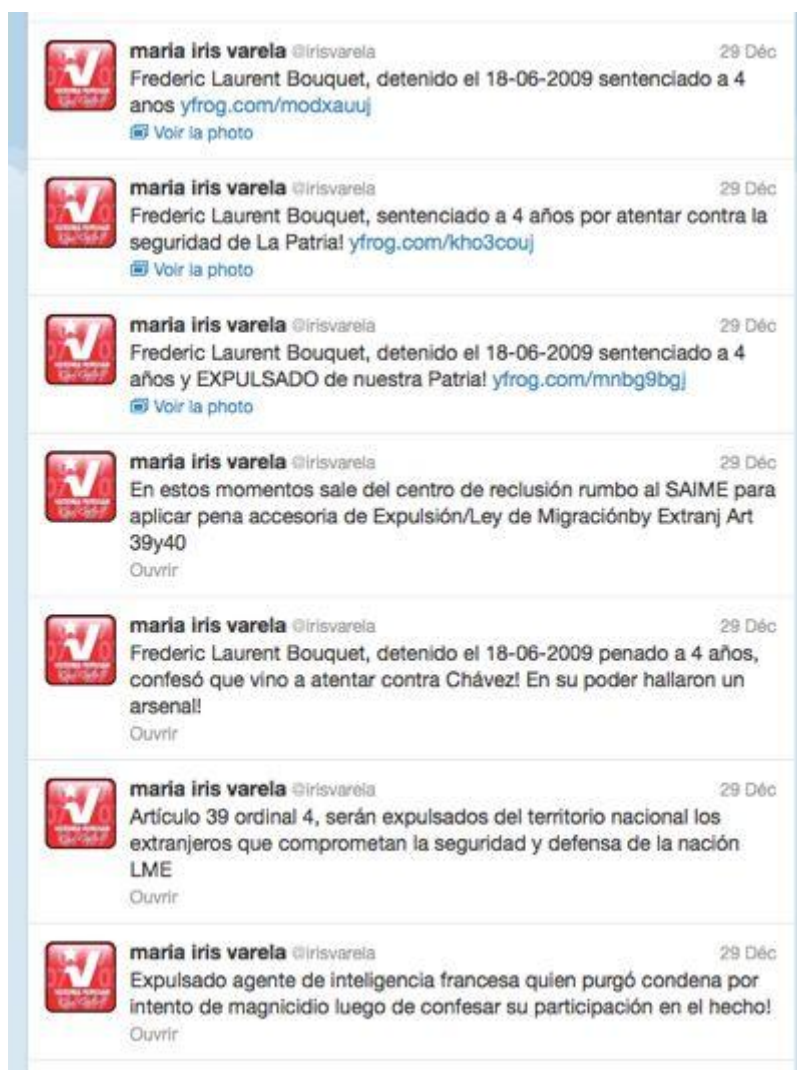 maria iris varela @irisvarela 29 Déc
Frederic Laurent Bouquet, detenido el 18-06-2009 sentenciado a 4
anos yfrog.com/modxauuj
Voir la photo
maria iris varela @irisvarela 29 Déc
Frederic Laurent Bouquet, sentenciado a 4 años por atentar contra la
seguridad de La Patria! yfrog.com/kho3couj
Voir la photo
maria iris varela @irisvarela 29 Déc
Frederic Laurent Bouquet, detenido el 18-06-2009 sentenciado a 4
años y EXPULSADO de nuestra Patria! yfrog.com/mnbg9bgj
Voir la photo
maria iris varela @irisvarela 29 Déc
En estos momentos sale del centro de reclusión rumbo al SAIME para
aplicar pena accesoria de Expulsión/Ley de Migraciónby Extranj Art
39y40
Ouvrir
maria iris varela @irisvarela 29 Déc
Frederic Laurent Bouquet, detenido el 18-06-2009 penado a 4 años,
confesó que vino a atentar contra Chávez! En su poder hallaron un
arsenal!
Ouvrir
maria iris varela @irisvarela 29 Déc
Artículo 39 ordinal 4, serán expulsados del territorio nacional los
extranjeros que comprometan la seguridad y defensa de la nación
LME
Ouvrir
maria iris varela @irisvarela 29 Déc
Expulsado agente de inteligencia francesa quien purgó condena por
intento de magnicidio luego de confesar su participación en el hecho!
Ouvrir